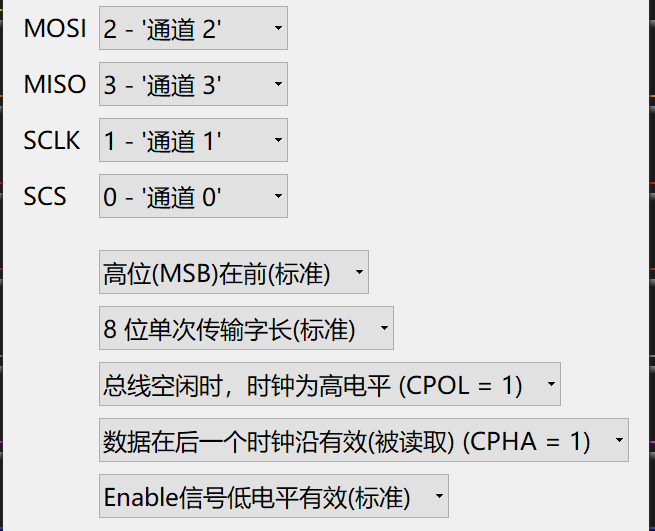 MOSI 2 - '通道 2'
MISO 3 - '通道 3'
SCLK 1 - '通道 1'
SCS 0 - '通道 0'
高位(MSB)在前(标准)
8 位单次传输字长(标准)
总线空闲时，时钟为高电平 (CPOL = 1)
数据在后一个时钟沿有效(被读取) (CPHA = 1)
Enable信号低电平有效(标准)